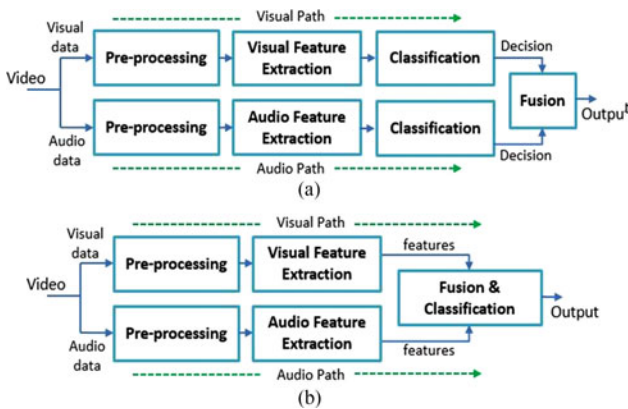 Visual Path
Visual
data
Pre-processing
Visual Feature
Extraction
Classification
Decision
Video
Fusion
Output
Audio
data
Pre-processing
Audio Feature
Extraction
Classification
Decision
Audio Path
(a)
Visual Path
Visual
data
Pre-processing
Visual Feature
Extraction
features
Video
Fusion &
Classification
Output
Audio
data
Pre-processing
Audio Feature
Extraction
features
Audio Path
(b)